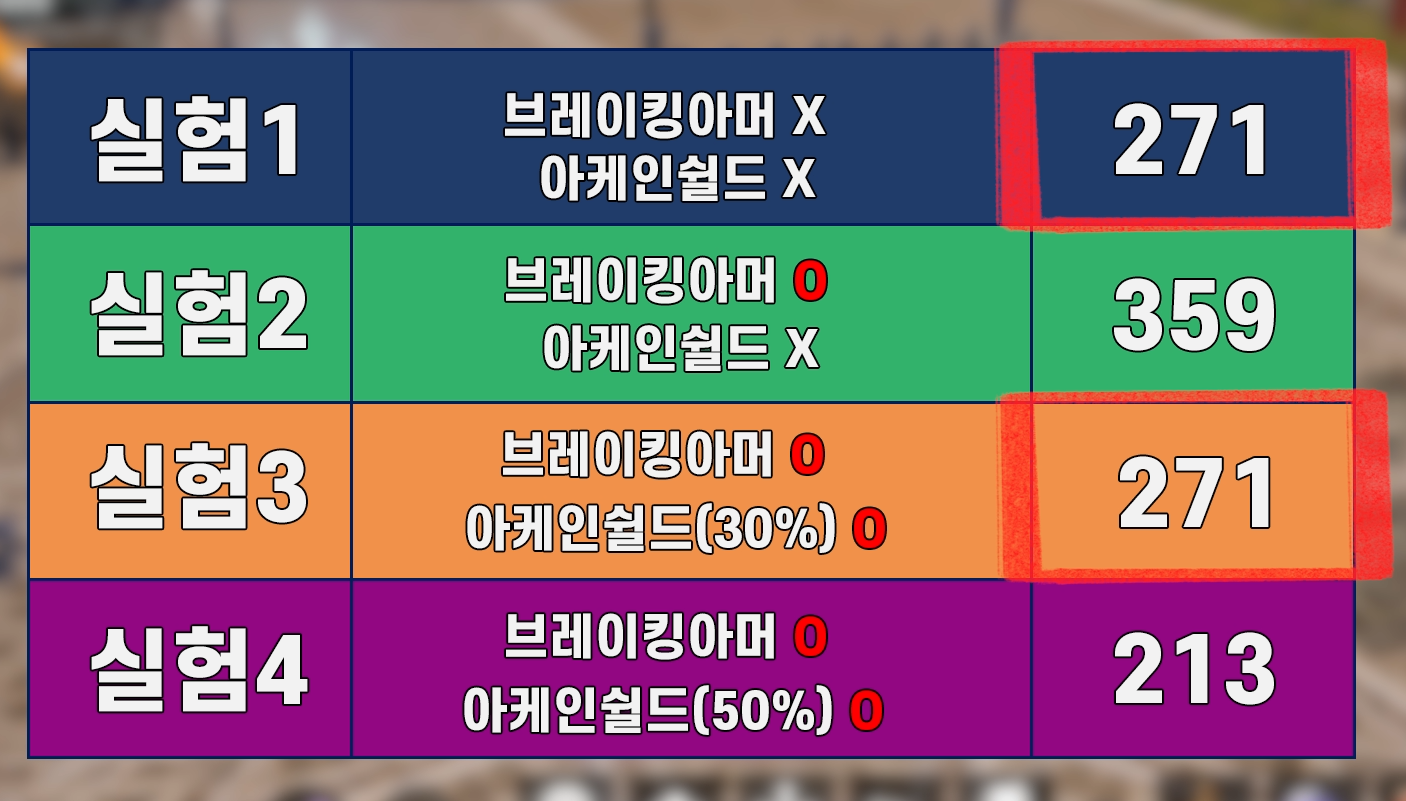 실험1
브레이킹아머 X
아케인쉴드 X
271
실험2
브레이킹아머 O
아케인쉴드 X
359
실험3
브레이킹아머 O
아케인쉴드(30%) O
271
실험4
브레이킹아머 O
아케인쉴드(50%) O
213